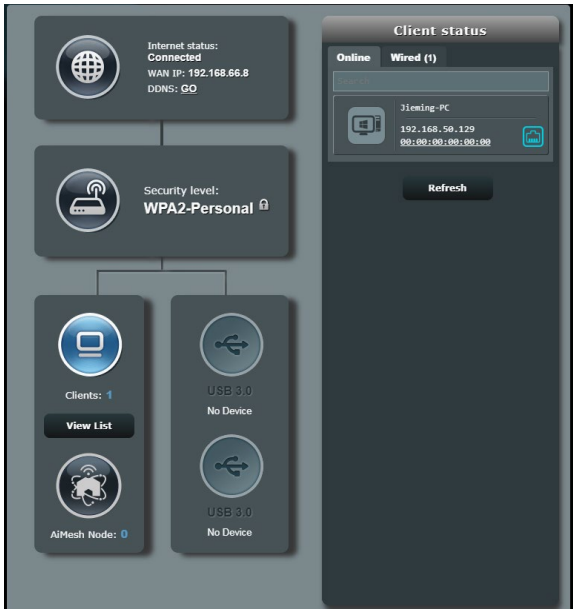 Internet status:
Connected
WAN IP: 192.168.66.8
DDNS: GO
Security level:
WPA2-Personal
Clients: 1
View List
AiMesh Node: 0
USB 3.0
No Device
USB 3.0
No Device
Client status
Online
Wired (1)
Search
Jieming-PC
192.168.50.129
00:00:00:00:00:00
Refresh